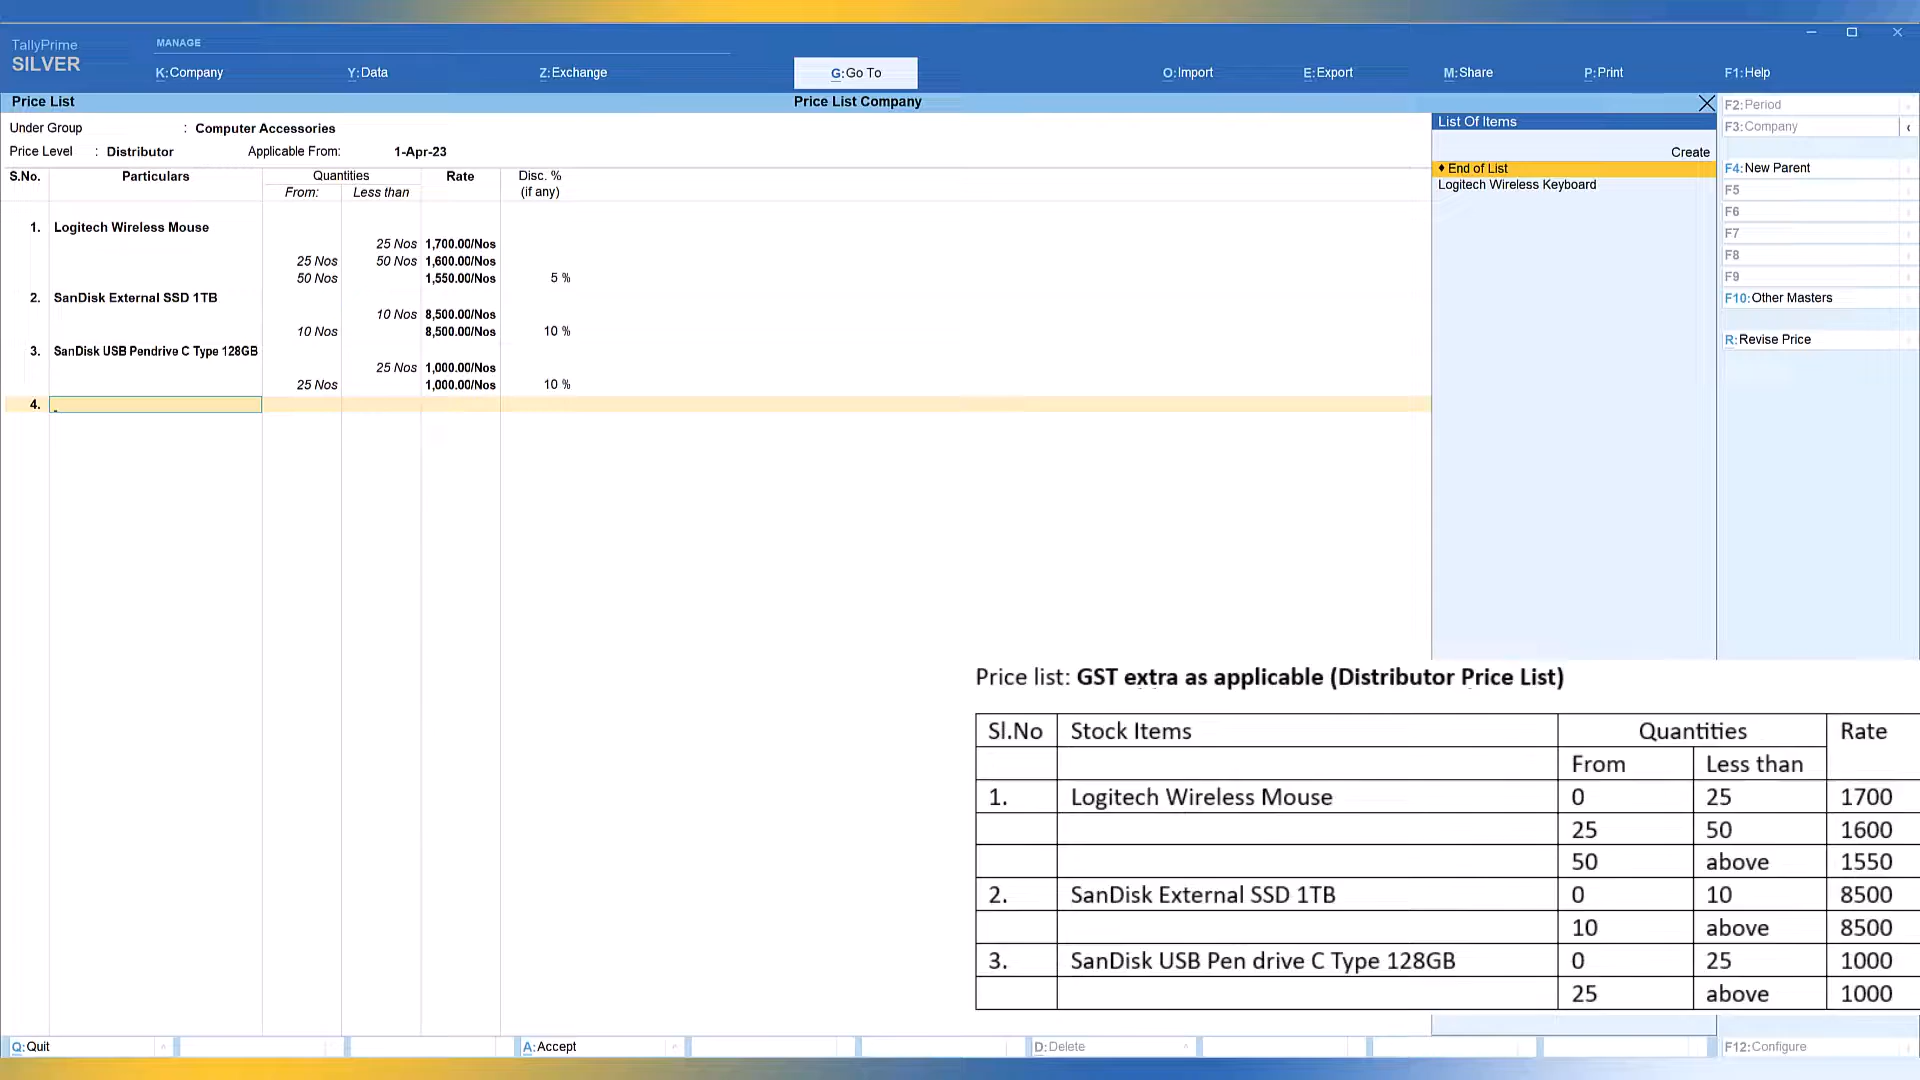 TallyPrime
SILVER
MANAGE
K:Company
Y:Data
Z:Exchange
G:Go To
O:Import
E:Export
M:Share
P:Print
F1:Help
Price List
Price List Company
Under Group : Computer Accessories
Price Level : Distributor Applicable From: 1-Apr-23
S.No. Particulars Quantities Rate Disc. %
From: Less than (if any)
1. Logitech Wireless Mouse
25 Nos 1,700.00/Nos
25 Nos 50 Nos 1,600.00/Nos
50 Nos 1,550.00/Nos 5 %
2. SanDisk External SSD 1TB
10 Nos 8,500.00/Nos
10 Nos 8,500.00/Nos 10 %
3. SanDisk USB Pendrive C Type 128GB
25 Nos 1,000.00/Nos
25 Nos 1,000.00/Nos 10 %
4.
List Of Items
Create
♦ End of List
Logitech Wireless Keyboard
F2:Period
F3:Company
F4:New Parent
F5
F6
F7
F8
F9
F10:Other Masters
R:Revise Price
Price list: GST extra as applicable (Distributor Price List)
Sl.No Stock Items Quantities Rate
From Less than
1. Logitech Wireless Mouse 0 25 1700
25 50 1600
50 above 1550
2. SanDisk External SSD 1TB 0 10 8500
10 above 8500
3. SanDisk USB Pen drive C Type 128GB 0 25 1000
25 above 1000
Q:Quit
A:Accept
D:Delete
F12:Configure